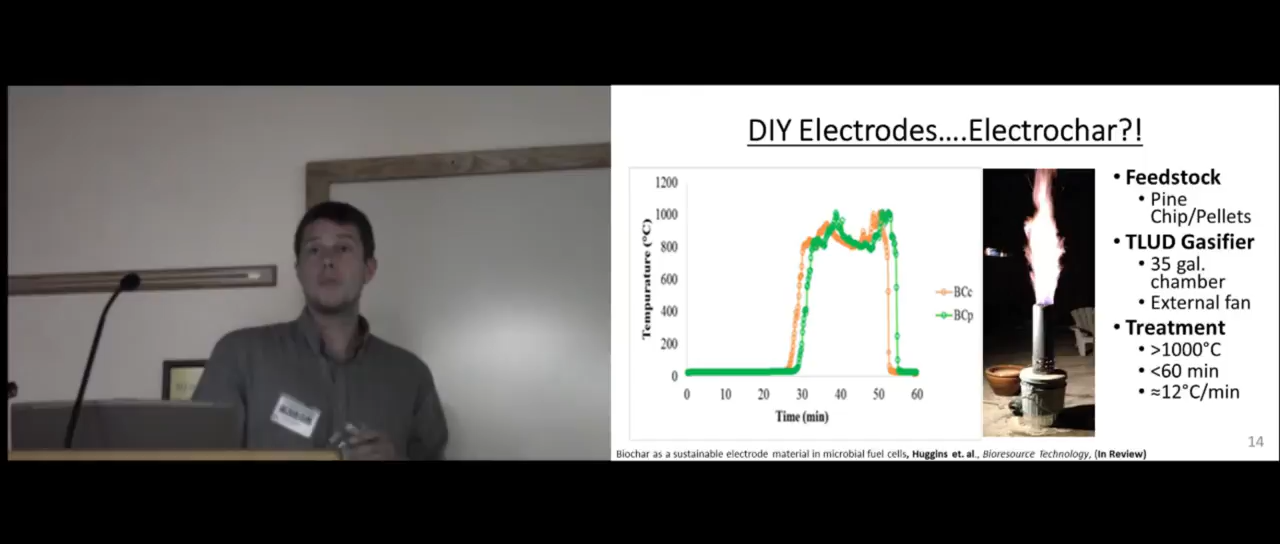 DIY Electrodes....Electrochar?!
1200
1000
800
600
400
200
0
Tempurature (°C)
0 10 20 30 40 50 60
Time (min)
BCc
BCp
• Feedstock
• Pine
Chip/Pellets
• TLUD Gasifier
• 35 gal.
chamber
• External fan
• Treatment
• >1000°C
• <60 min
• ≈12°C/min
14
Biochar as a sustainable electrode material in microbial fuel cells, Huggins et. al., Bioresource Technology, (In Review)